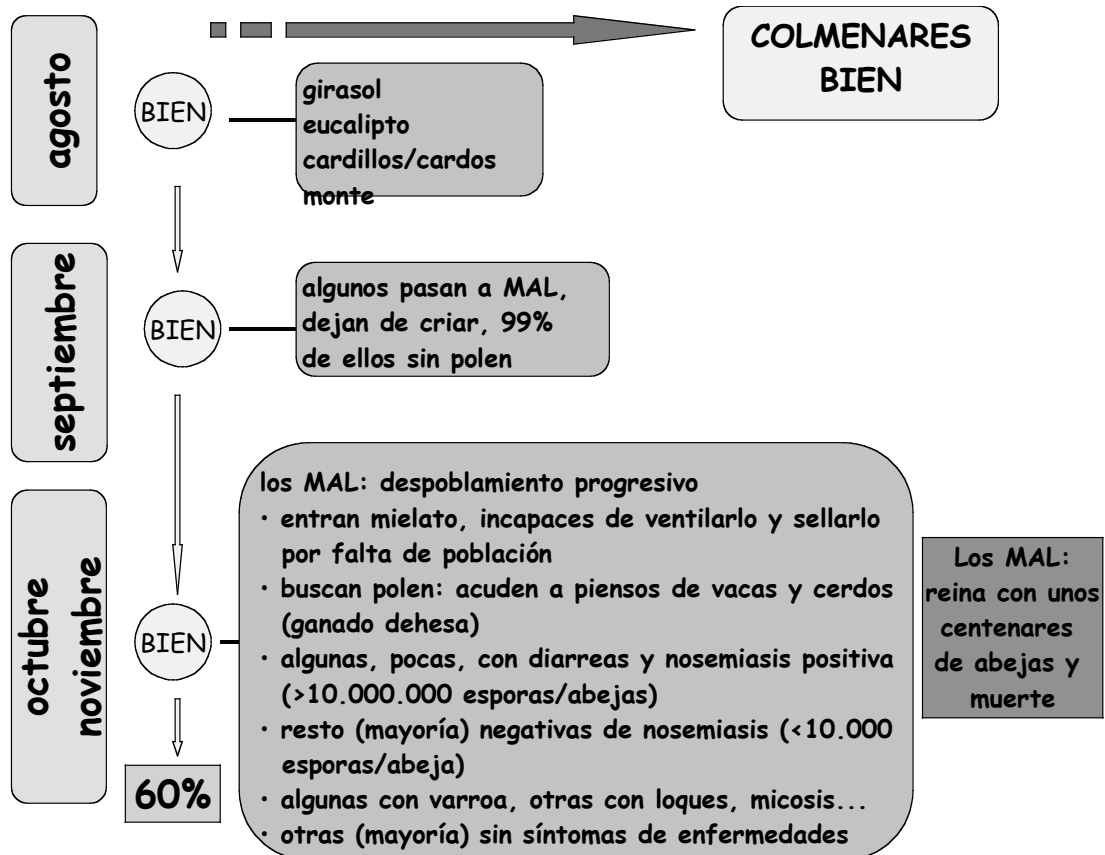 COLMENARES
BIEN
agosto
BIEN
girasol
eucalipto
cardillos/cardos
monte
septiembre
BIEN
algunos pasan a MAL,
dejan de criar, 99%
de ellos sin polen
octubre
noviembre
BIEN
60%
los MAL: despoblamiento progresivo
· entran mielato, incapaces de ventilarlo y sellarlo
por falta de población
· buscan polen: acuden a piensos de vacas y cerdos
(ganado dehesa)
· algunas, pocas, con diarreas y nosemiasis positiva
(>10.000.000 esporas/abejas)
· resto (mayoría) negativas de nosemiasis (<10.000
esporas/abeja)
· algunas con varroa, otras con loques, micosis...
· otras (mayoría) sin síntomas de enfermedades
Los MAL:
reina con unos
centenares
de abejas y
muerte